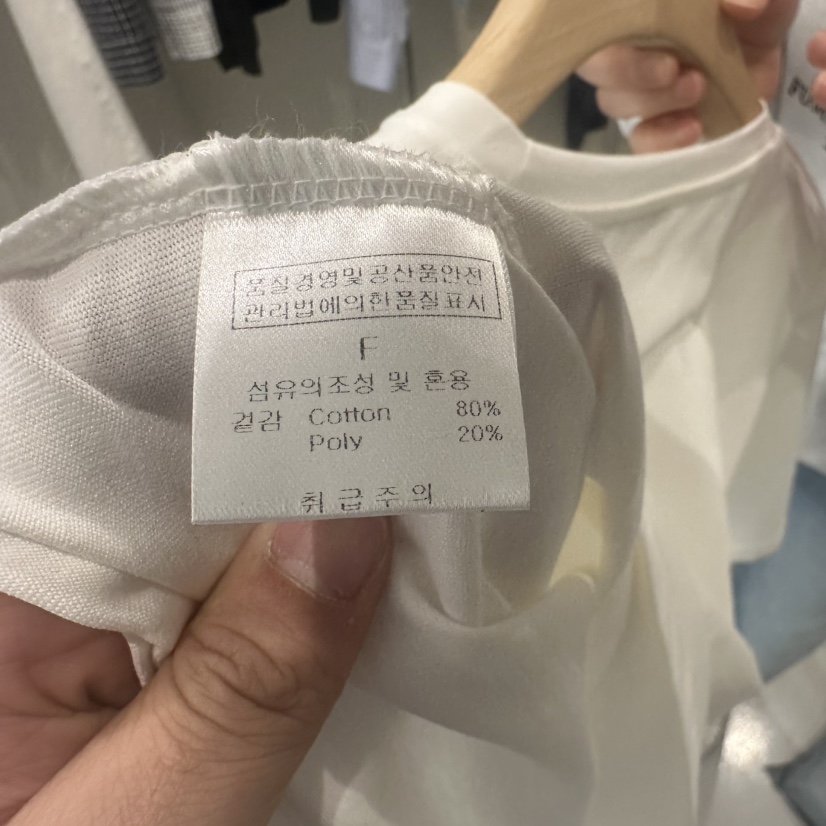 품질경영및공산품안전
관리법에의한품질표시
F
섬유의조성 및 혼용
겉감 Cotton 80%
Poly 20%
취급주의